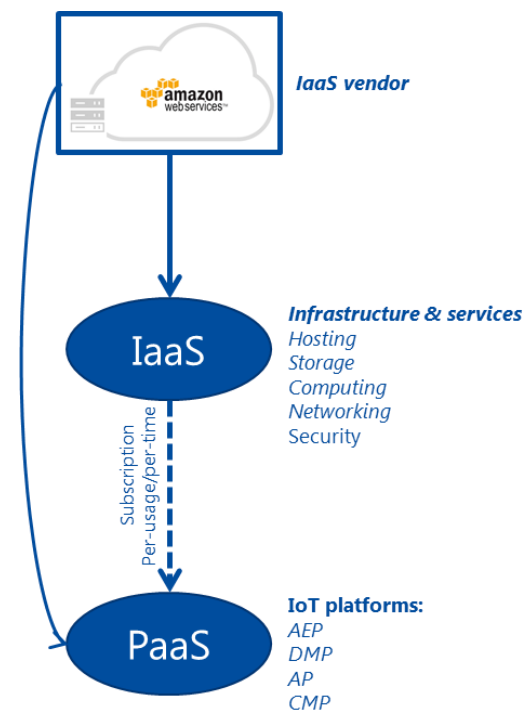 amazon
webservices™
IaaS vendor
IaaS
Infrastructure & services
Hosting
Storage
Computing
Networking
Security
Subscription
Per-usage/per-time
PaaS
IoT platforms:
AEP
DMP
AP
CMP